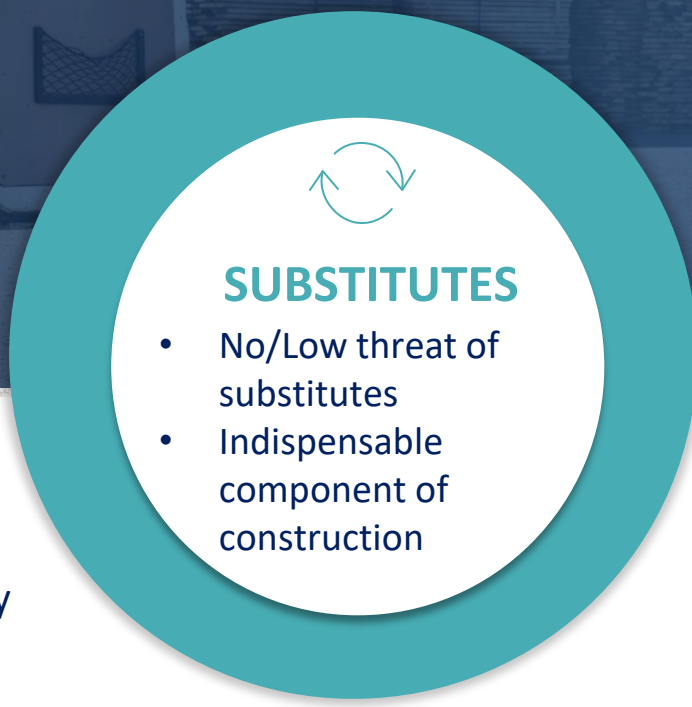 SUBSTITUTES
• No/Low threat of
substitutes
• Indispensable
component of
construction
y